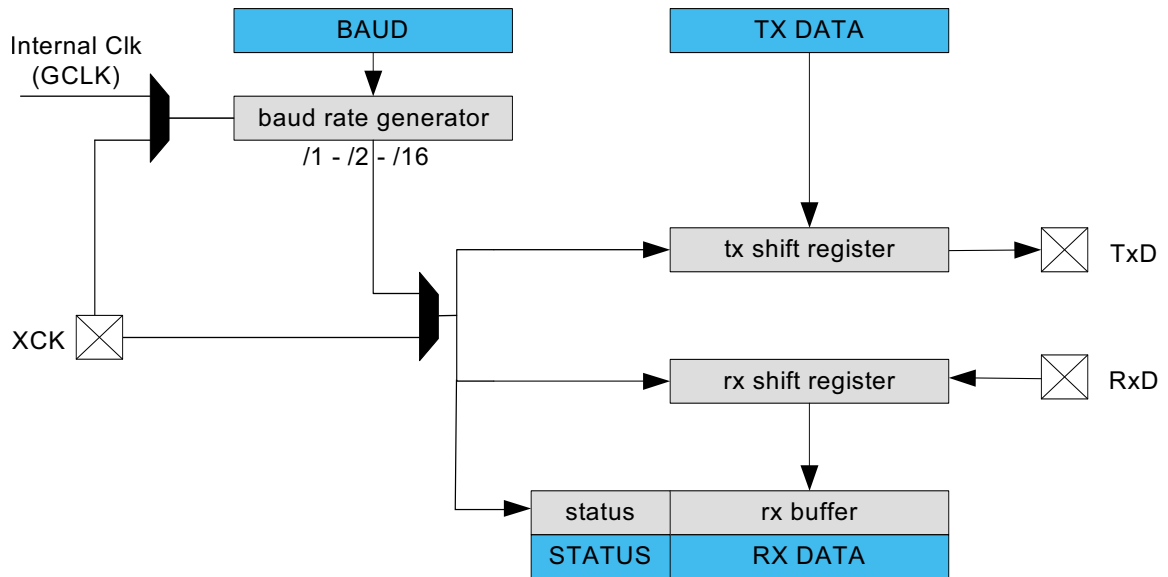 BAUD
TX DATA
Internal Clk
(GCLK)
baud rate generator
/1 - /2 - /16
tx shift register
TxD
XCK
rx shift register
RxD
status
rx buffer
STATUS
RX DATA